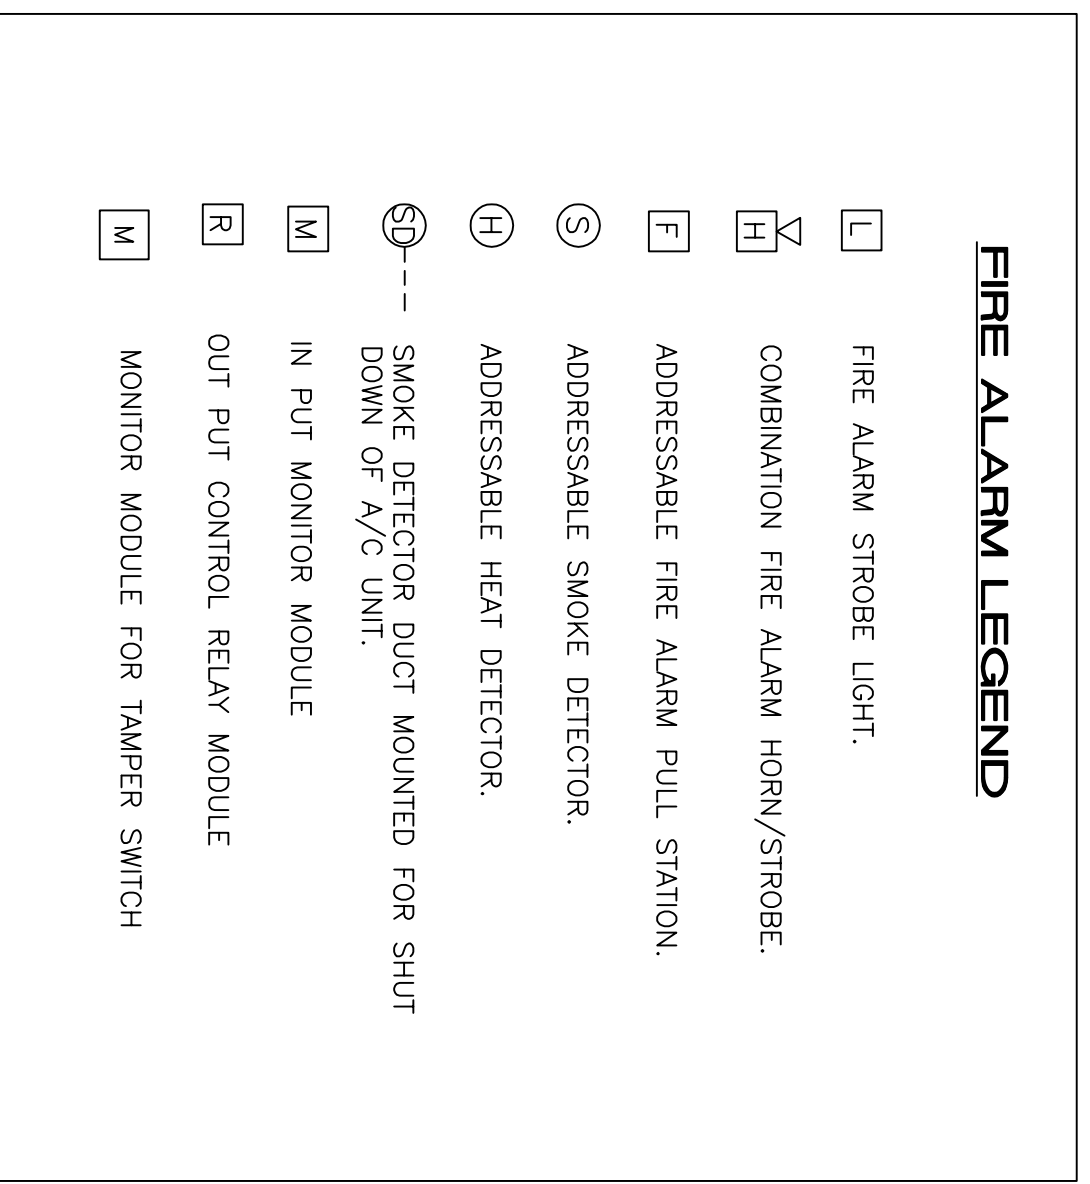 FIRE ALARM LEGEND
L FIRE ALARM STROBE LIGHT.
H COMBINATION FIRE ALARM HORN/STROBE.
F ADDRESSABLE FIRE ALARM PULL STATION.
S ADDRESSABLE SMOKE DETECTOR.
H ADDRESSABLE HEAT DETECTOR.
SD SMOKE DETECTOR DUCT MOUNTED FOR SHUT
DOWN OF A/C UNIT.
M IN PUT MONITOR MODULE
R OUT PUT CONTROL RELAY MODULE
M MONITOR MODULE FOR TAMPER SWITCH